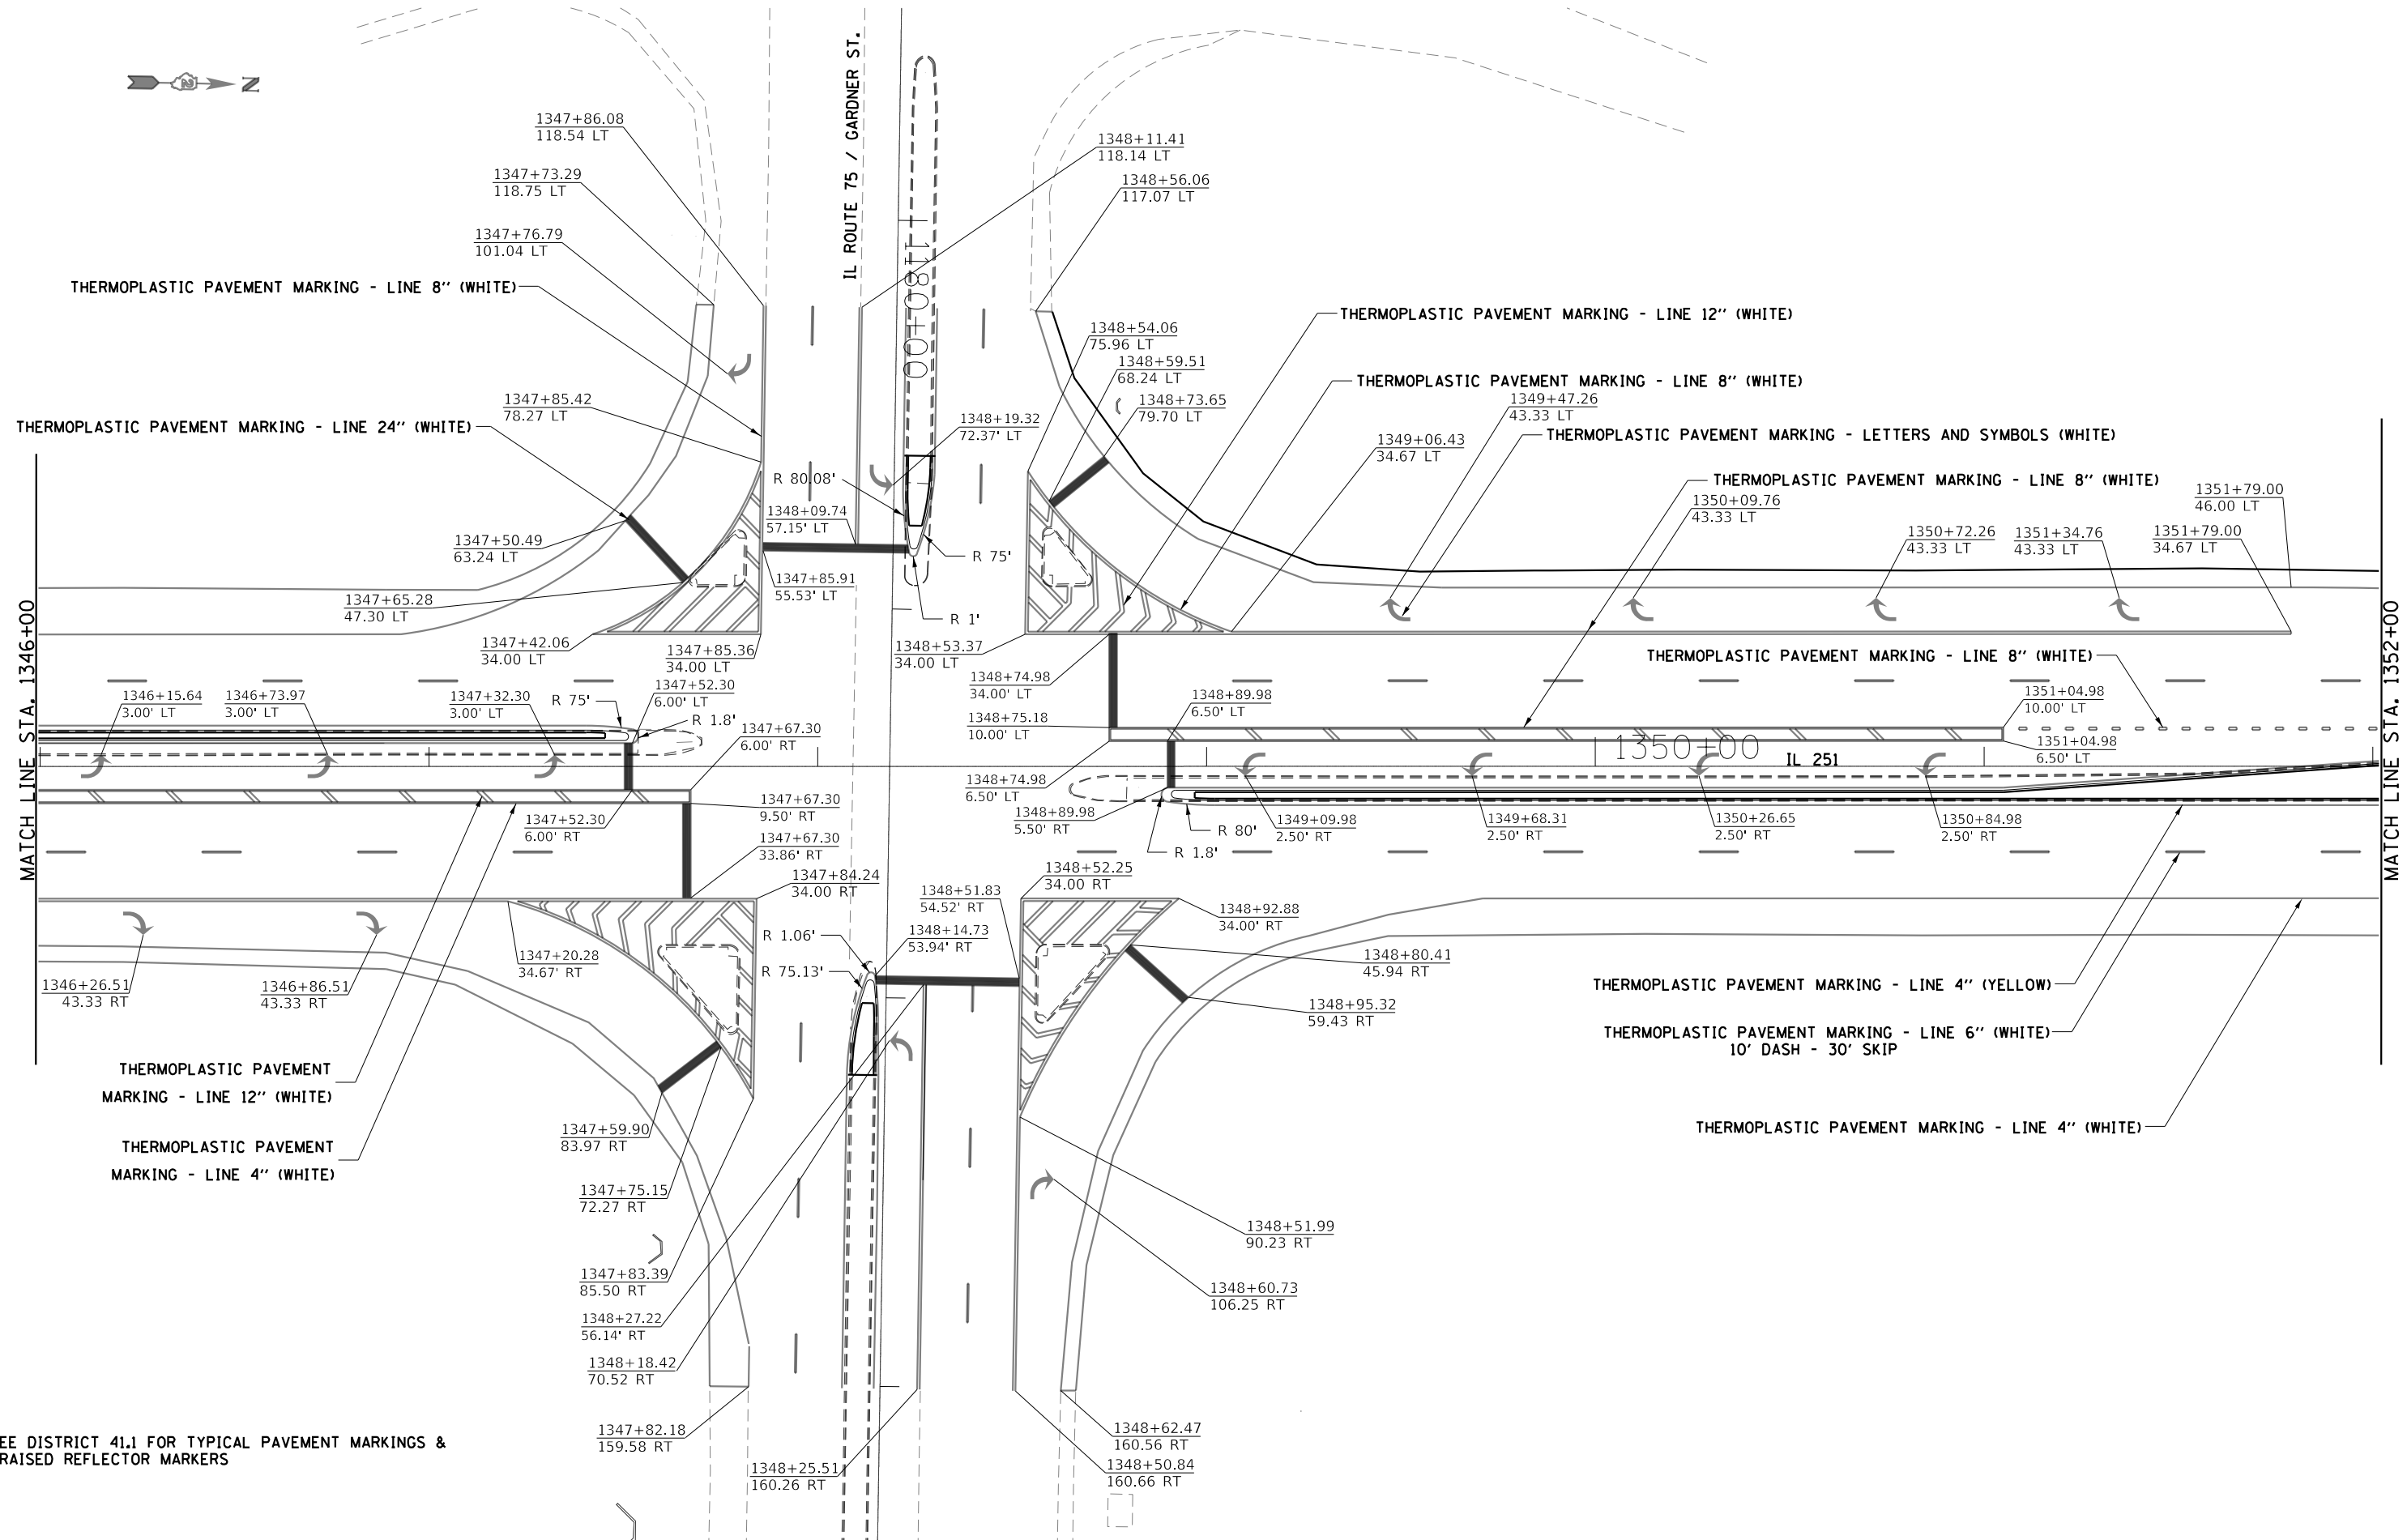 N
IL ROUTE 75 / GARDNER ST.
1180+00
1347+86.08
118.54 LT
1347+73.29
118.75 LT
1347+76.79
101.04 LT
THERMOPLASTIC PAVEMENT MARKING - LINE 8" (WHITE)
1347+85.42
78.27 LT
THERMOPLASTIC PAVEMENT MARKING - LINE 24" (WHITE)
1347+50.49
63.24 LT
1347+65.28
47.30 LT
1347+42.06
34.00 LT
1347+85.36
34.00 LT
1348+11.41
118.14 LT
1348+56.06
117.07 LT
THERMOPLASTIC PAVEMENT MARKING - LINE 12" (WHITE)
1348+54.06
75.96 LT
1348+59.51
68.24 LT
1348+73.65
79.70 LT
THERMOPLASTIC PAVEMENT MARKING - LINE 8" (WHITE)
1349+47.26
43.33 LT
THERMOPLASTIC PAVEMENT MARKING - LETTERS AND SYMBOLS (WHITE)
1349+06.43
34.67 LT
THERMOPLASTIC PAVEMENT MARKING - LINE 8" (WHITE)
1350+09.76
43.33 LT
1351+79.00
46.00 LT
1350+72.26
43.33 LT
1351+34.76
43.33 LT
1351+79.00
34.67 LT
1348+19.32
72.37' LT
R 80.08'
1348+09.74
57.15' LT
R 75'
1347+85.91
55.53' LT
R 1'
1348+53.37
34.00 LT
1348+74.98
34.00' LT
1348+75.18
10.00' LT
1348+89.98
6.50' LT
THERMOPLASTIC PAVEMENT MARKING - LINE 8" (WHITE)
1351+04.98
10.00' LT
1351+04.98
6.50' LT
MATCH LINE STA. 1346+00
MATCH LINE STA. 1352+00
1346+15.64
3.00' LT
1346+73.97
3.00' LT
1347+32.30
3.00' LT
R 75'
1347+52.30
6.00' LT
R 1.8'
1347+67.30
6.00' RT
1350+00
IL 251
1348+74.98
6.50' LT
1348+89.98
5.50' RT
1347+52.30
6.00' RT
1347+67.30
9.50' RT
1347+67.30
33.86' RT
R 80'
R 1.8'
1349+09.98
2.50' RT
1349+68.31
2.50' RT
1350+26.65
2.50' RT
1350+84.98
2.50' RT
1347+84.24
34.00 RT
1348+51.83
54.52' RT
1348+52.25
34.00 RT
1348+92.88
34.00' RT
R 1.06'
1348+14.73
53.94' RT
R 75.13'
1347+20.28
34.67' RT
1346+26.51
43.33 RT
1346+86.51
43.33 RT
1348+80.41
45.94 RT
1348+95.32
59.43 RT
THERMOPLASTIC PAVEMENT MARKING - LINE 4" (YELLOW)
THERMOPLASTIC PAVEMENT MARKING - LINE 6" (WHITE)
10' DASH - 30' SKIP
THERMOPLASTIC PAVEMENT MARKING - LINE 4" (WHITE)
THERMOPLASTIC PAVEMENT
MARKING - LINE 12" (WHITE)
THERMOPLASTIC PAVEMENT
MARKING - LINE 4" (WHITE)
1347+59.90
83.97 RT
1347+75.15
72.27 RT
1347+83.39
85.50 RT
1348+27.22
56.14' RT
1348+18.42
70.52 RT
1347+82.18
159.58 RT
1348+25.51
160.26 RT
1348+51.99
90.23 RT
1348+60.73
106.25 RT
1348+62.47
160.56 RT
1348+50.84
160.66 RT
EE DISTRICT 41.1 FOR TYPICAL PAVEMENT MARKINGS &
RAISED REFLECTOR MARKERS